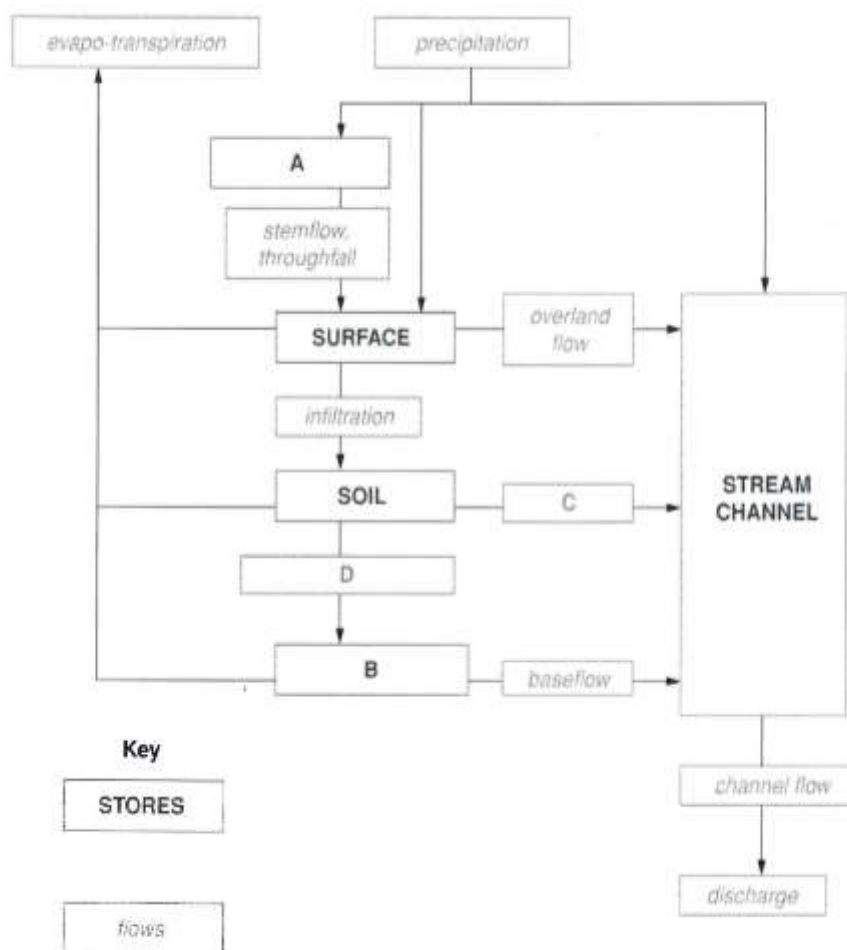 evapo-transpiration
precipitation
A
stemflow,
throughfall
SURFACE
overland
flow
infiltration
SOIL
C
STREAM
CHANNEL
D
B
baseflow
Key
STORES
channel flow
flows
discharge